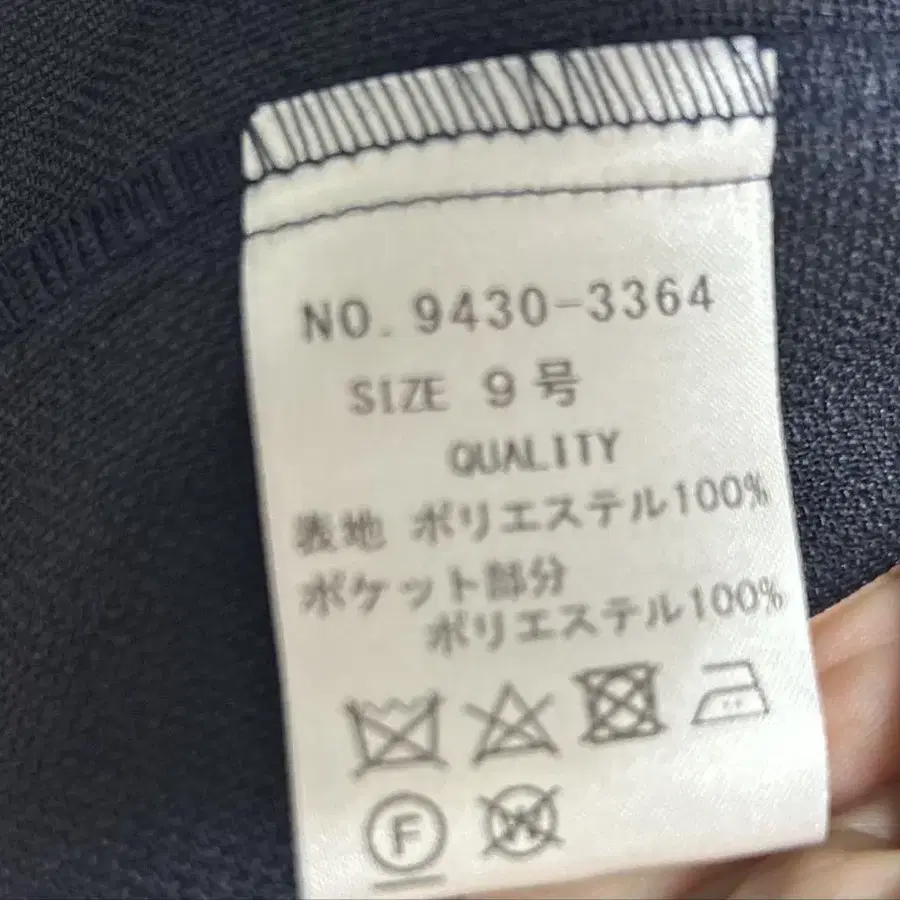 NO. 9430-3364
SIZE 9号
QUALITY
表地 ポリエステル100%
ポケット部分
ポリエステル100%
F W